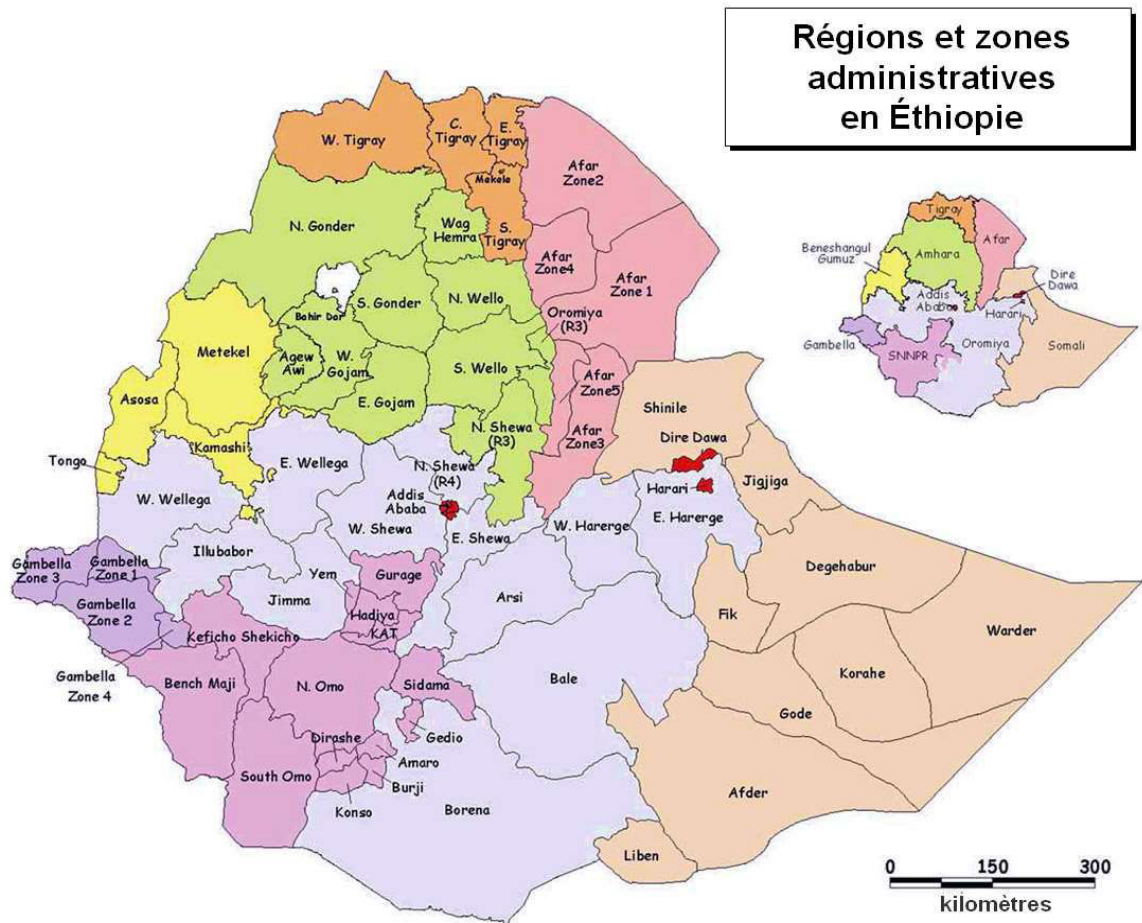 Régions et zones
administratives
en Éthiopie
W. Tigray
C.
Tigray
E.
Tigray
Mekele
S.
Tigray
Afar
Zone2
N. Gonder
Wag
Hemra
Afar
Zone4
Afar
Zone 1
S. Gonder
N. Wello
Bahir Dar
Oromiya
(R3)
Metekel
Agew
Awi
W.
Gojam
S. Wello
Afar
Zone5
E. Gojam
Asosa
N. Shewa
(R3)
Afar
Zone3
Shinile
Dire Dawa
Kamashi
Tongo
E. Wellega
N. Shewa
(R4)
Harari
Jigjiga
W. Wellega
Addis
Ababa
W. Shewa
E. Shewa
W. Harerge
E. Harerge
Illubabor
Gambella
Zone 3
Gambella
Zone 1
Yem
Gurage
Degehabur
Jimma
Arsi
Gambella
Zone 2
Hadiya
KAT
Fik
Keficho Shekicho
Warder
Gambella
Zone 4
Bench Maji
N. Omo
Sidama
Bale
Korahe
Gode
Dirashe
Gedio
Amaro
South Omo
Burji
Konso
Borena
Afder
Liben
Tigray
Beneshangul
Gumuz
Amhara
Afar
Dire
Dawa
Addis
Ababa
Harari
Gambella
SNNPR
Oromiya
Somali
0 150 300
kilomètres